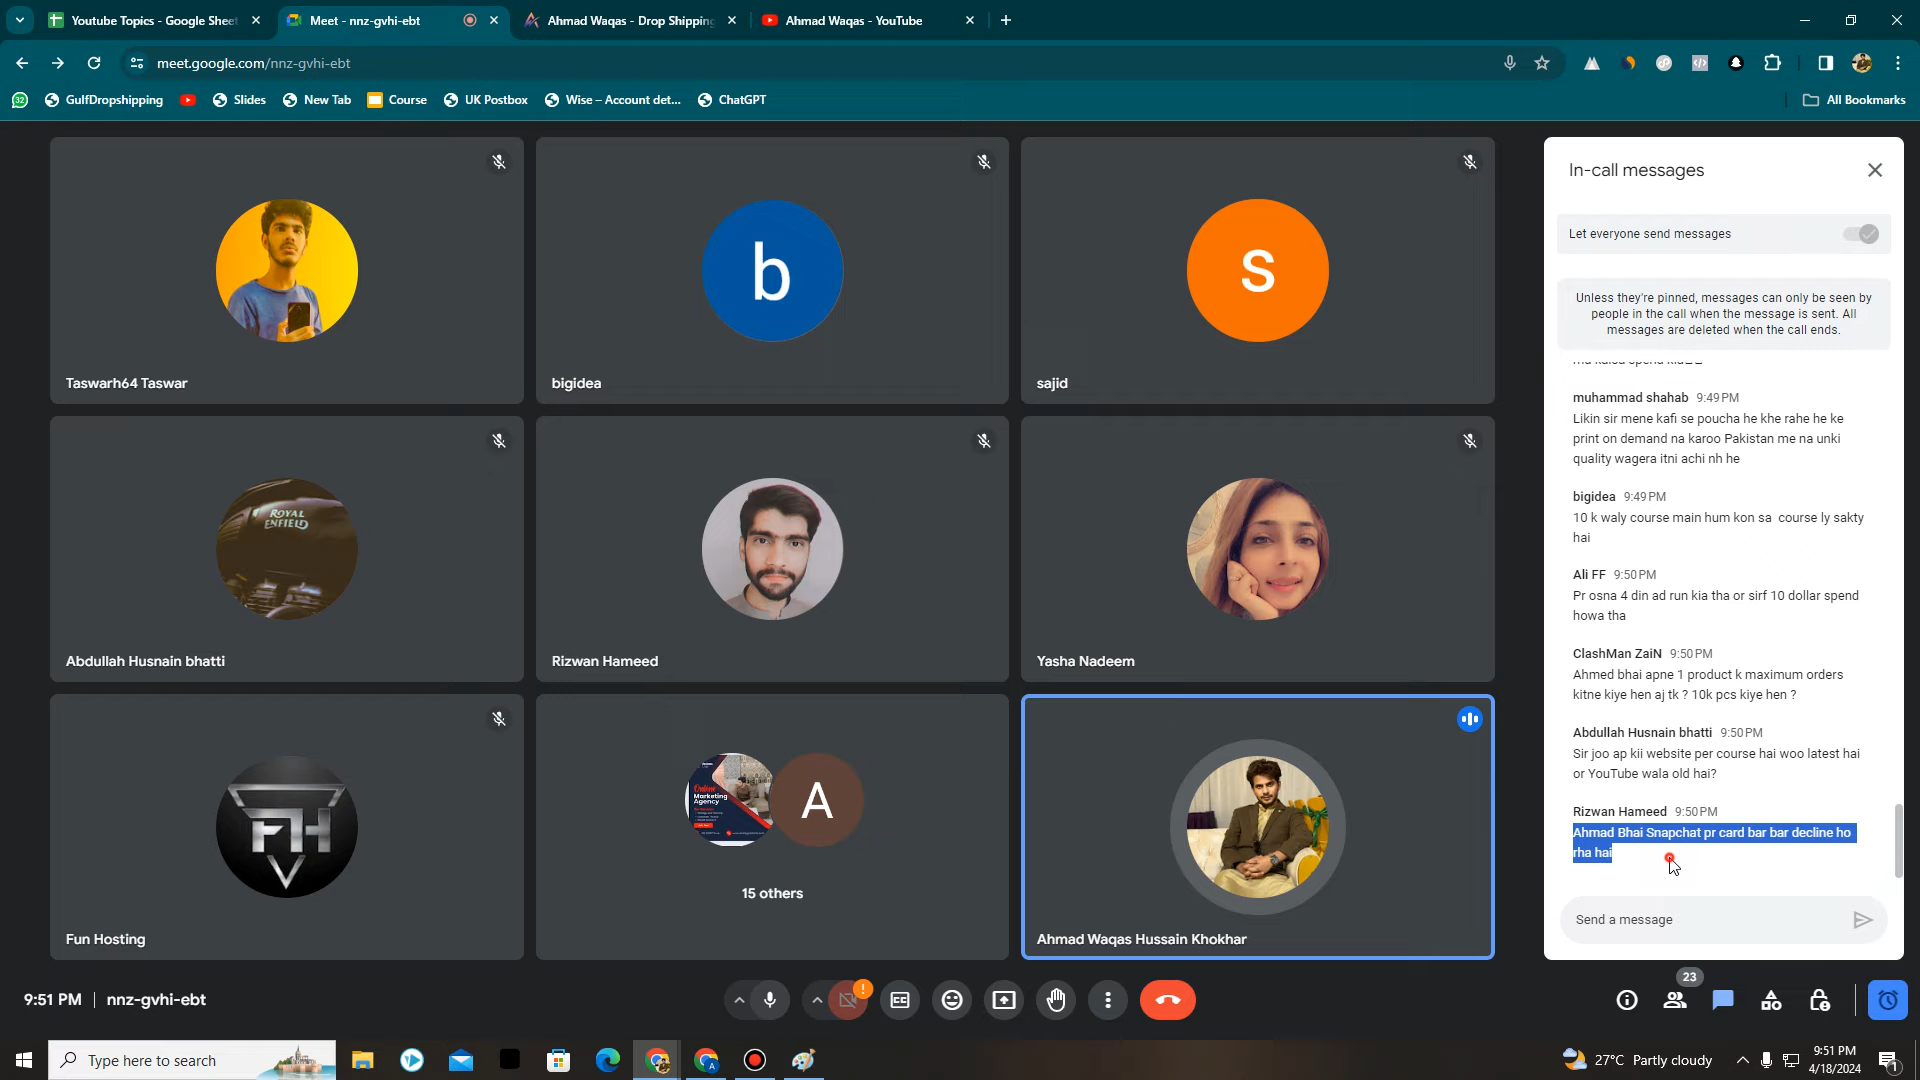 Youtube Topics - Google Sheet
Meet - nnz-gvhi-ebt
Ahmad Waqas - Drop Shipping
Ahmad Waqas - YouTube
meet.google.com/nnz-gvhi-ebt
32
GulfDropshipping
Slides
New Tab
Course
UK Postbox
Wise – Account det...
ChatGPT
All Bookmarks
Taswarh64 Taswar
b
bigidea
s
sajid
ROYAL
ENFIELD
Abdullah Husnain bhatti
Rizwan Hameed
Yasha Nadeem
FH
Fun Hosting
Online
Marketing
Agency
A
15 others
Ahmad Waqas Hussain Khokhar
In-call messages
Let everyone send messages
Unless they're pinned, messages can only be seen by
people in the call when the message is sent. All
messages are deleted when the call ends.
muhammad shahab 9:49 PM
Likin sir mene kafi se poucha he khe rahe he ke
print on demand na karoo Pakistan me na unki
quality wagera itni achi nh he
bigidea 9:49 PM
10 k waly course main hum kon sa course ly sakty
hai
Ali FF 9:50 PM
Pr osna 4 din ad run kia tha or sirf 10 dollar spend
howa tha
ClashMan ZaiN 9:50 PM
Ahmed bhai apne 1 product k maximum orders
kitne kiye hen aj tk ? 10k pcs kiye hen ?
Abdullah Husnain bhatti 9:50 PM
Sir joo ap kii website per course hai woo latest hai
or YouTube wala old hai?
Rizwan Hameed 9:50 PM
Ahmad Bhai Snapchat pr card bar bar decline ho
rha hai
Send a message
9:51 PM | nnz-gvhi-ebt
23
Type here to search
27°C Partly cloudy
9:51 PM
4/18/2024
1